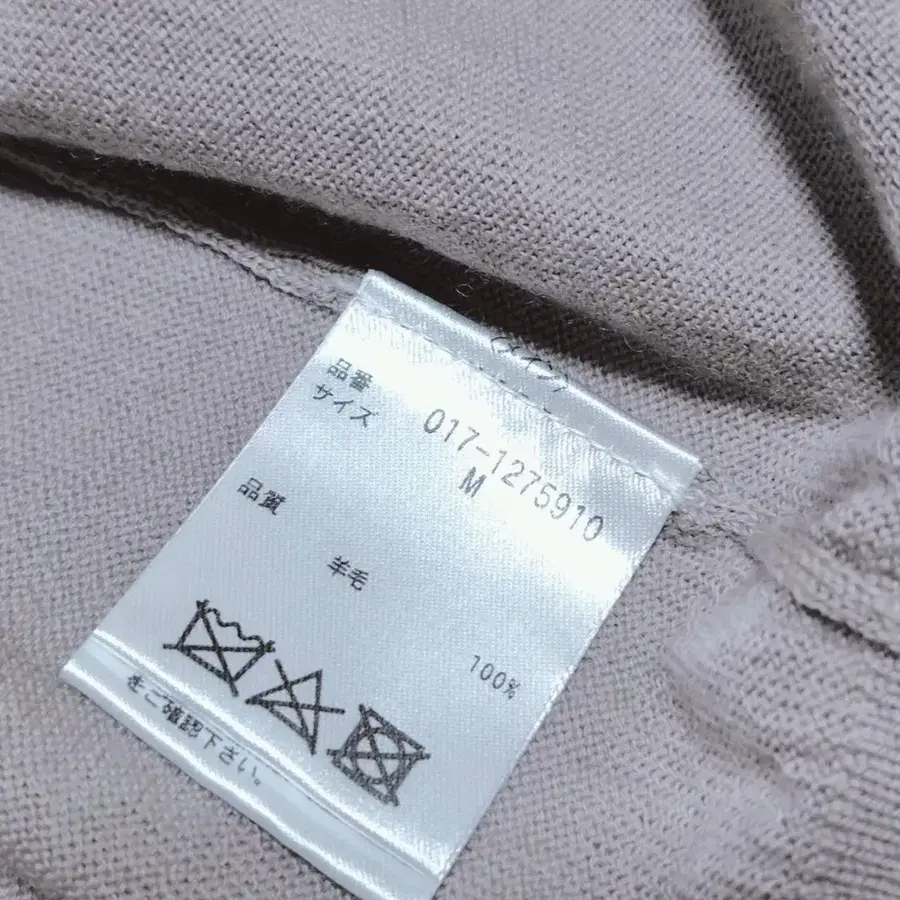 品番 017-1275910
サイズ M
品質
羊毛 100%
をご確認下さい。